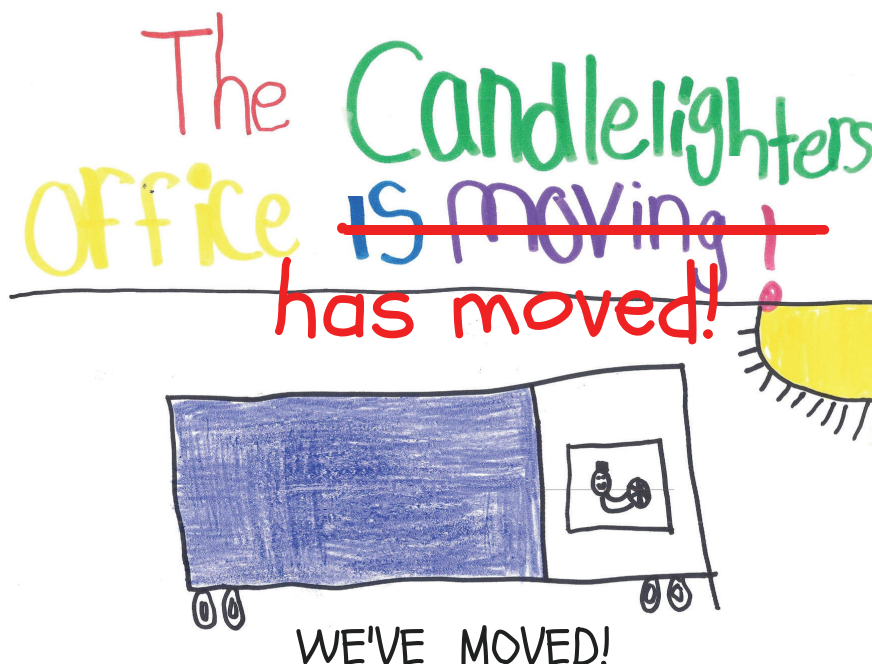 The Candlelighters
Office is moving!
has moved!
WE'VE MOVED!